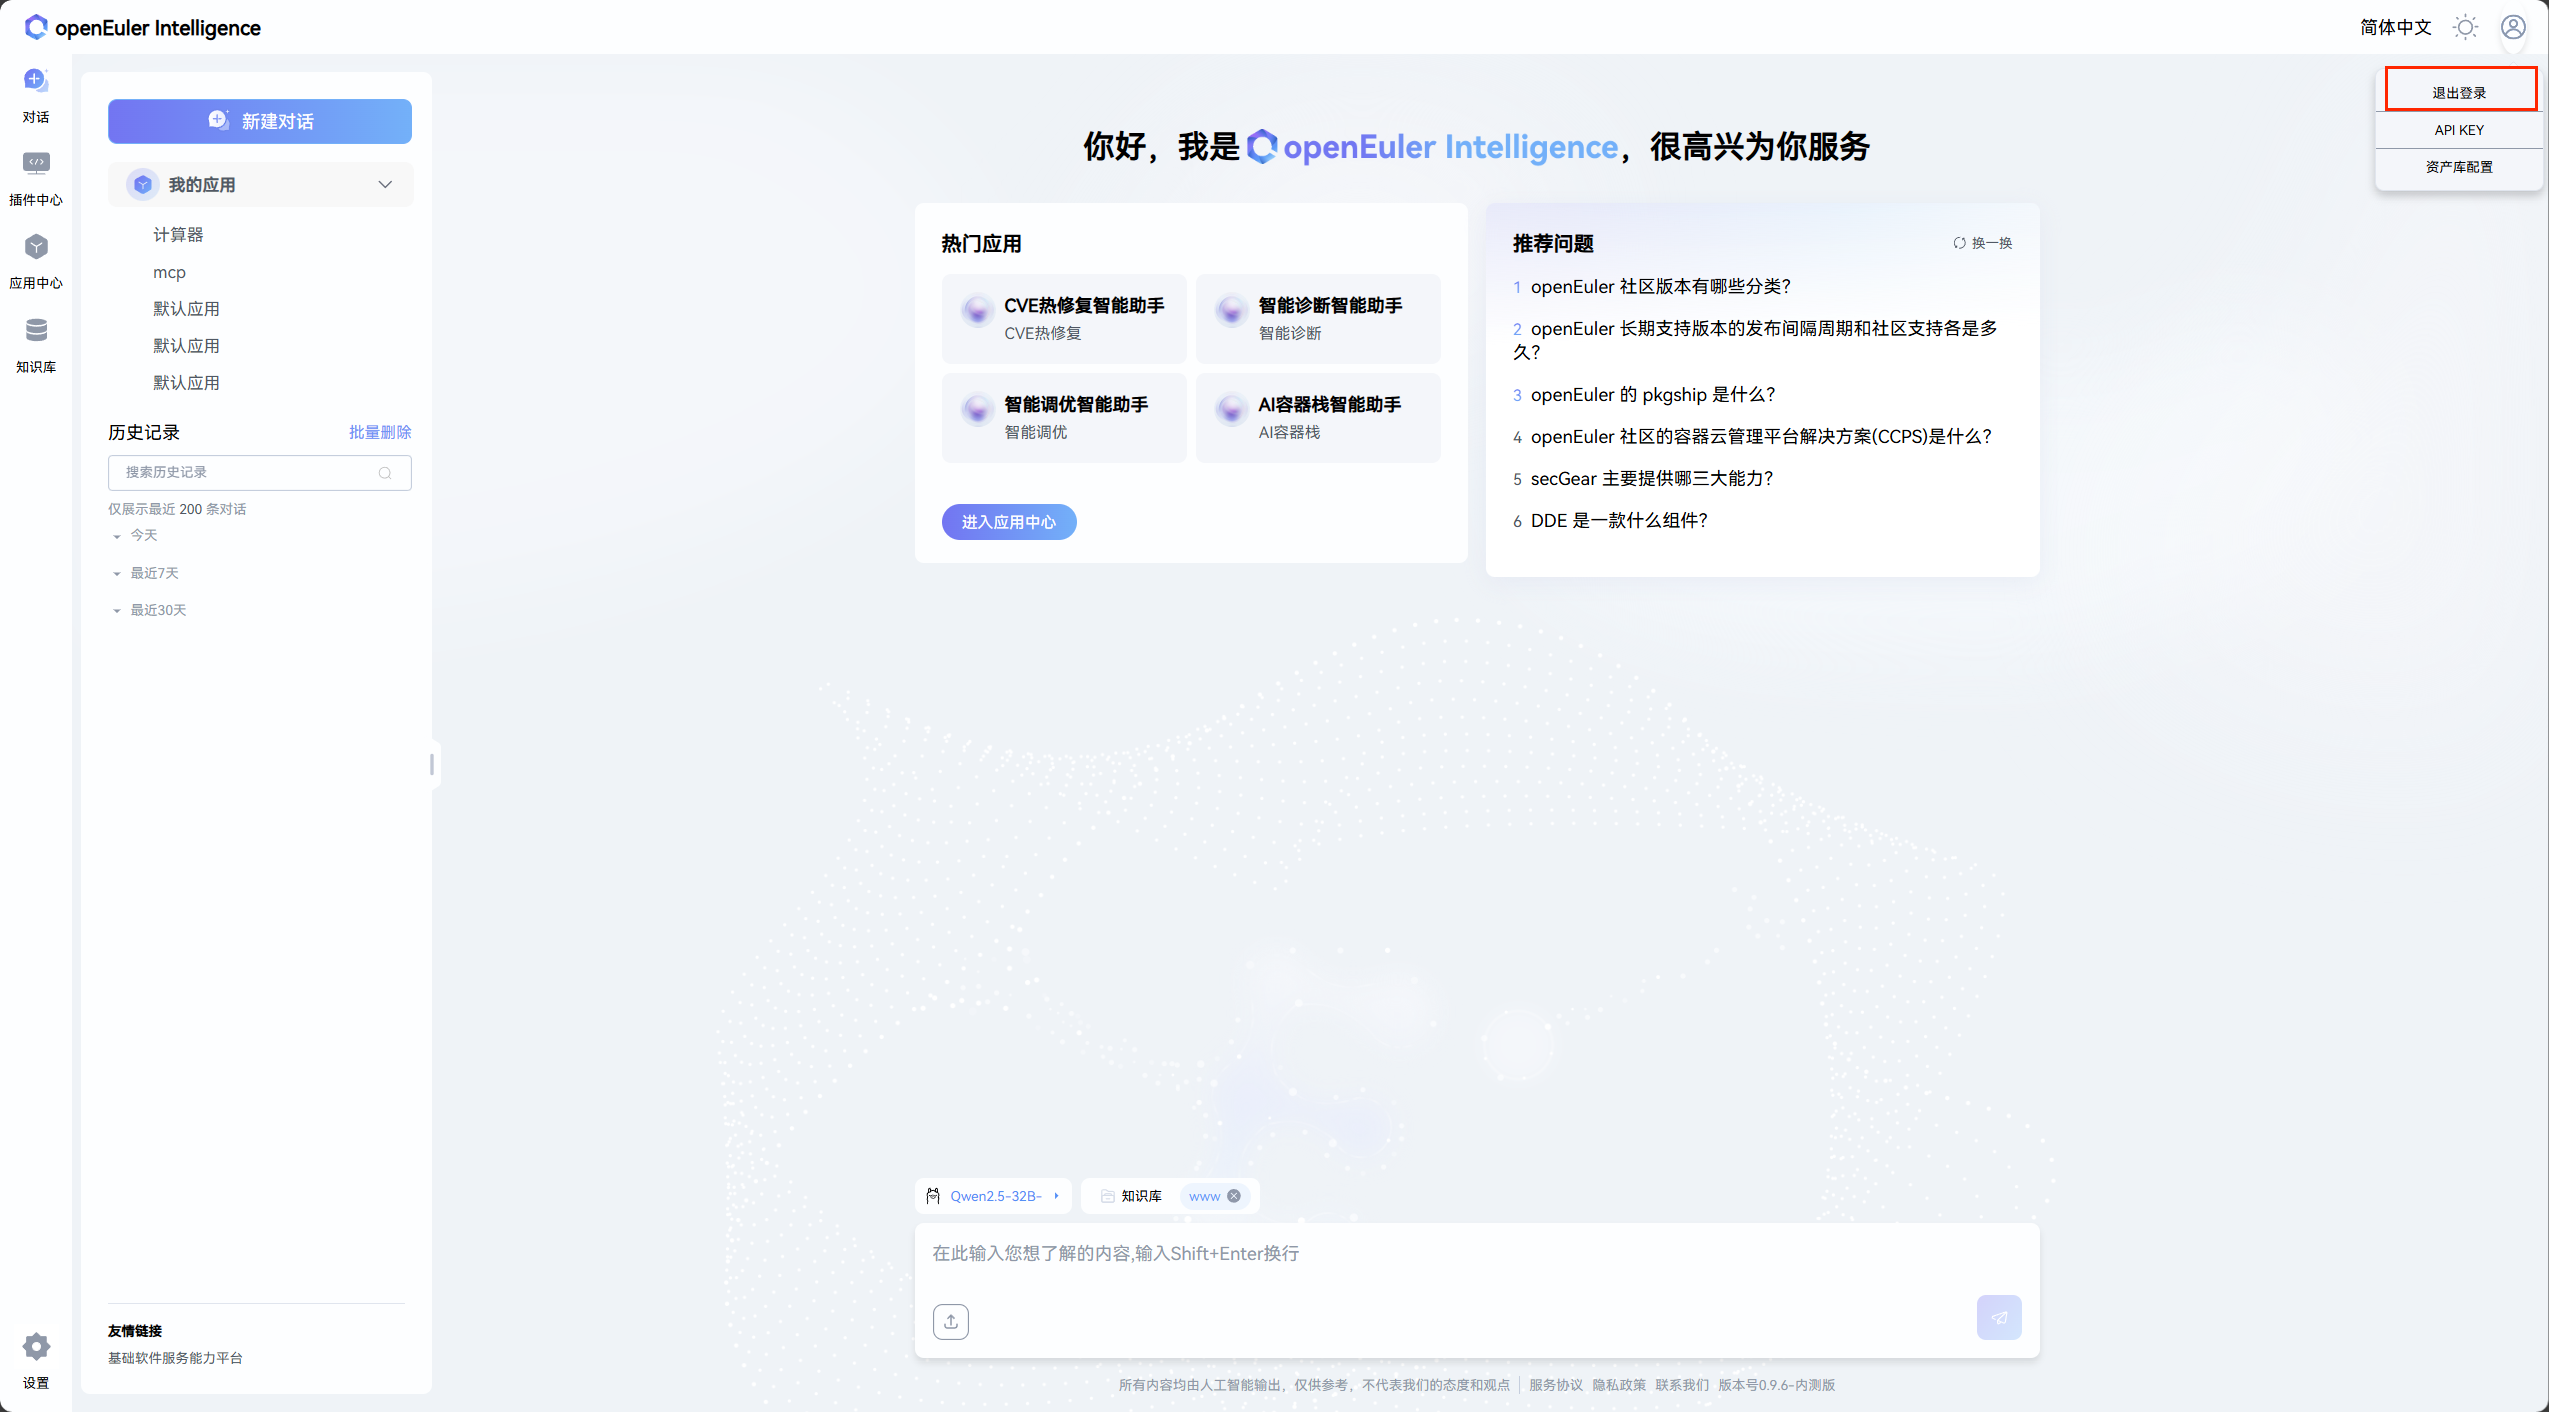 openEuler Intelligence
简体中文
对话
插件中心
应用中心
知识库
设置
新建对话
我的应用
计算器
mcp
默认应用
默认应用
默认应用
历史记录
批量删除
搜索历史记录
仅展示最近 200 条对话
今天
最近7天
最近30天
友情链接
基础软件服务能力平台
退出登录
API KEY
资产库配置
你好，我是 openEuler Intelligence，很高兴为你服务
热门应用
CVE热修复智能助手
CVE热修复
智能诊断智能助手
智能诊断
智能调优智能助手
智能调优
AI容器栈智能助手
AI容器栈
进入应用中心
推荐问题
换一换
1 openEuler 社区版本有哪些分类？
2 openEuler 长期支持版本的发布间隔周期和社区支持各是多
久？
3 openEuler 的 pkgship 是什么？
4 openEuler 社区的容器云管理平台解决方案(CCPS)是什么？
5 secGear 主要提供哪三大能力？
6 DDE 是一款什么组件？
Qwen2.5-32B-
知识库
www
在此输入您想了解的内容,输入Shift+Enter换行
所有内容均由人工智能输出，仅供参考，不代表我们的态度和观点 服务协议 隐私政策 联系我们 版本号0.9.6-内测版